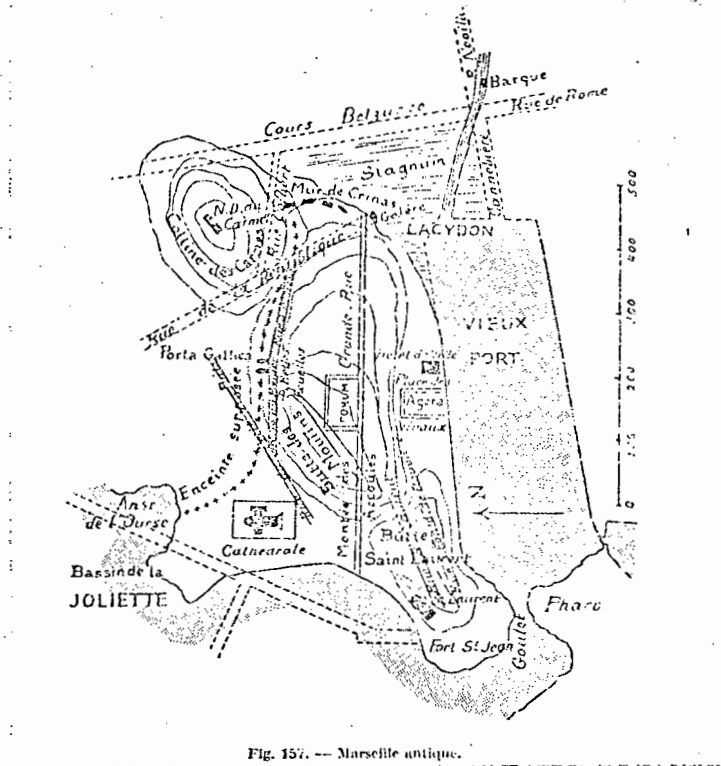 Barque
Rue de Rome
Cours Belzunce
Stagnum
Mur de Crinas
N.D. du
Carmel
Colline des Carmes
Galère
LACYDON
Rue de la République
Grande Rue
VIEUX
PORT
Porta Gallica
FORUM
Agora
Enceinte supposée
Butte des
Moulins
Anse
de l'Ourse
Cathédrale
Montée des
Accoules
N
Butte
Saint Laurent
Bassin de la
JOLIETTE
Fort St Jean
Goulet
Pharo
500
400
300
200
100
0
Fig. 157. — Marseille antique.